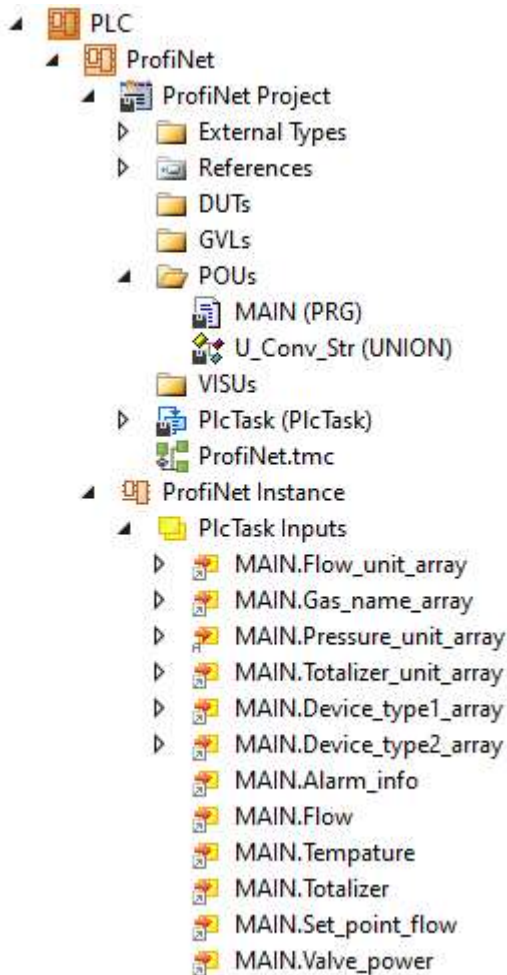 PLC
ProfiNet
ProfiNet Project
External Types
References
DUTs
GVLs
POUs
MAIN (PRG)
U_Conv_Str (UNION)
VISUs
PlcTask (PlcTask)
ProfiNet.tmc
ProfiNet Instance
PlcTask Inputs
MAIN.Flow_unit_array
MAIN.Gas_name_array
MAIN.Pressure_unit_array
MAIN.Totalizer_unit_array
MAIN.Device_type1_array
MAIN.Device_type2_array
MAIN.Alarm_info
MAIN.Flow
MAIN.Tempature
MAIN.Totalizer
MAIN.Set_point_flow
MAIN.Valve_power